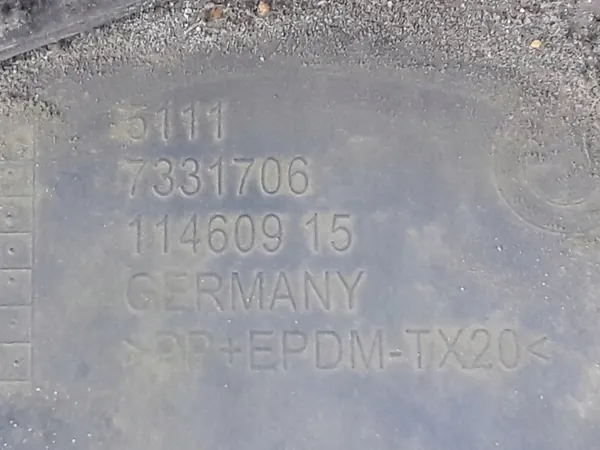 5111
7331706
114609 15
GERMANY
>PP+EPDM-TX20<